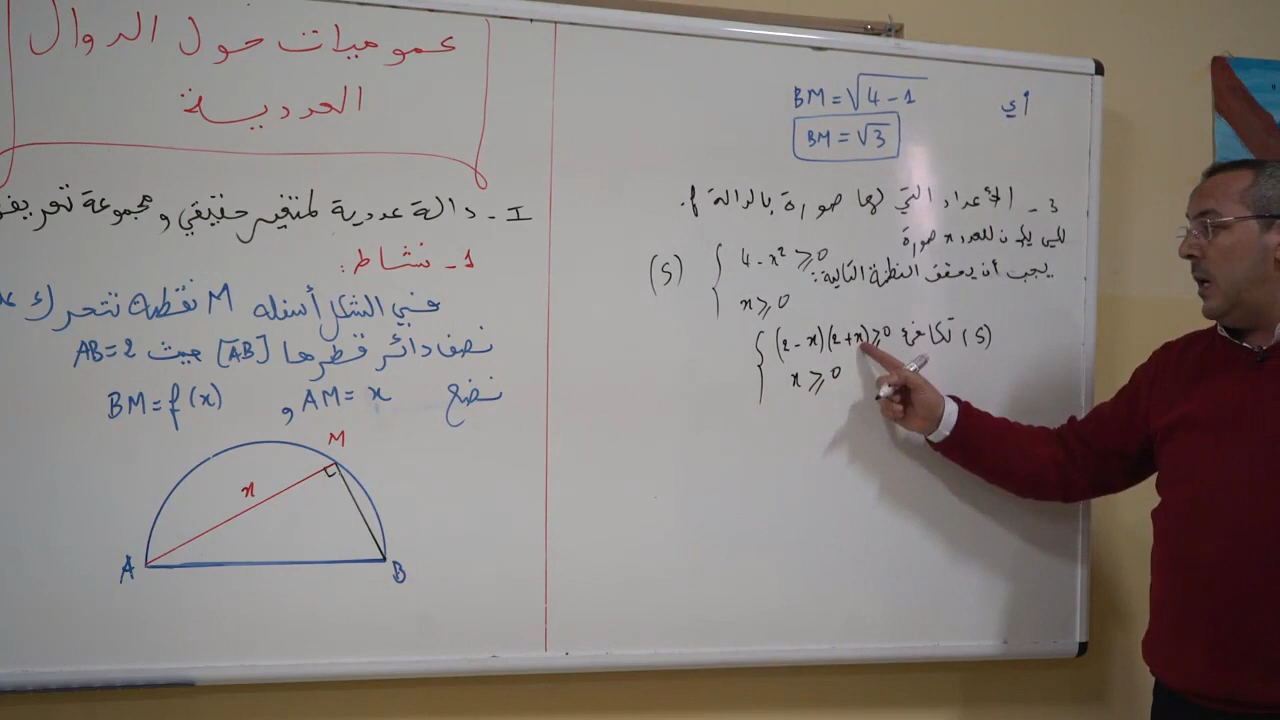 عموميات حول الدوال
العددية
I - دالة عددية لمتغير حقيقي و مجموعة تعريف
1 - نشاط :
في الشكل أسفله M نقطة تتحرك
نصف دائرة قطرها [AB] حيث AB=2
نضع AM = x و BM = f(x)
M
x
A
B
أي BM = √4 - 1
BM = √3
3 - الأعداد التي لها صورة بالدالة f.
لكي يكون للعدد x صورة
يجب أن يحقق النظمة التالية:
(S) { 4 - x² ⩾ 0
x ⩾ 0
(S) تكافئ { (2 - x)(2+x) ⩾ 0
x ⩾ 0